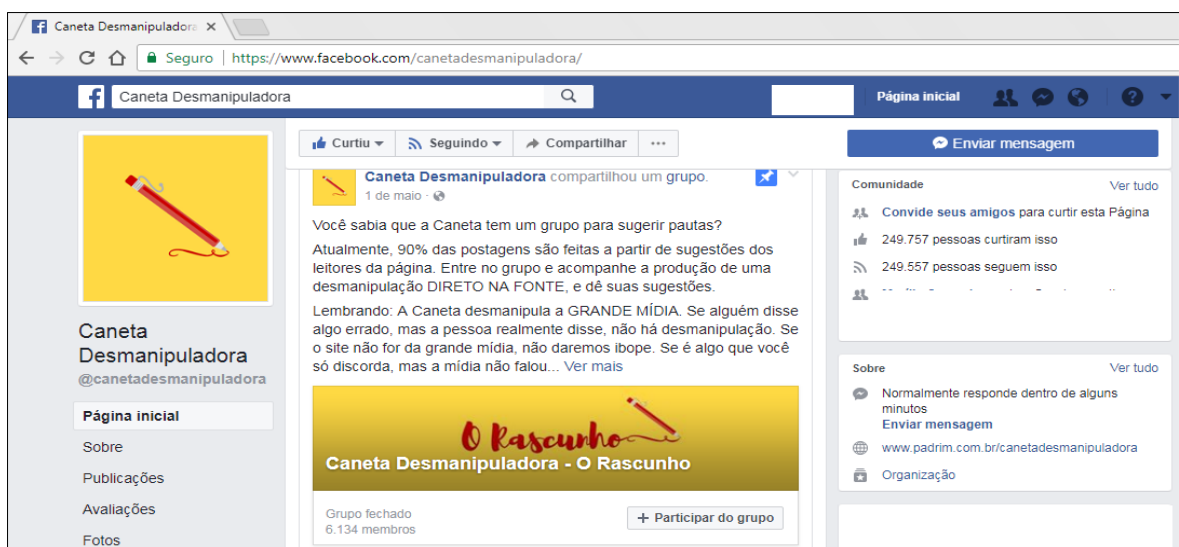 Caneta Desmanipuladora
Seguro | https://www.facebook.com/canetadesmanipuladora/
Caneta Desmanipuladora
Página inicial
Curtiu
Seguindo
Compartilhar
Enviar mensagem
Caneta Desmanipuladora compartilhou um grupo.
1 de maio ·
Você sabia que a Caneta tem um grupo para sugerir pautas?
Atualmente, 90% das postagens são feitas a partir de sugestões dos
leitores da página. Entre no grupo e acompanhe a produção de uma
desmanipulação DIRETO NA FONTE, e dê suas sugestões.
Lembrando: A Caneta desmanipula a GRANDE MÍDIA. Se alguém disse
algo errado, mas a pessoa realmente disse, não há desmanipulação. Se
o site não for da grande mídia, não daremos ibope. Se é algo que você
só discorda, mas a mídia não falou... Ver mais
O Rascunho
Caneta Desmanipuladora - O Rascunho
Grupo fechado
6.134 membros
+ Participar do grupo
Caneta
Desmanipuladora
@canetadesmanipuladora
Página inicial
Sobre
Publicações
Avaliações
Fotos
Comunidade
Ver tudo
Convide seus amigos para curtir esta Página
249.757 pessoas curtiram isso
249.557 pessoas seguem isso
Sobre
Ver tudo
Normalmente responde dentro de alguns
minutos
Enviar mensagem
www.padrim.com.br/canetadesmanipuladora
Organização